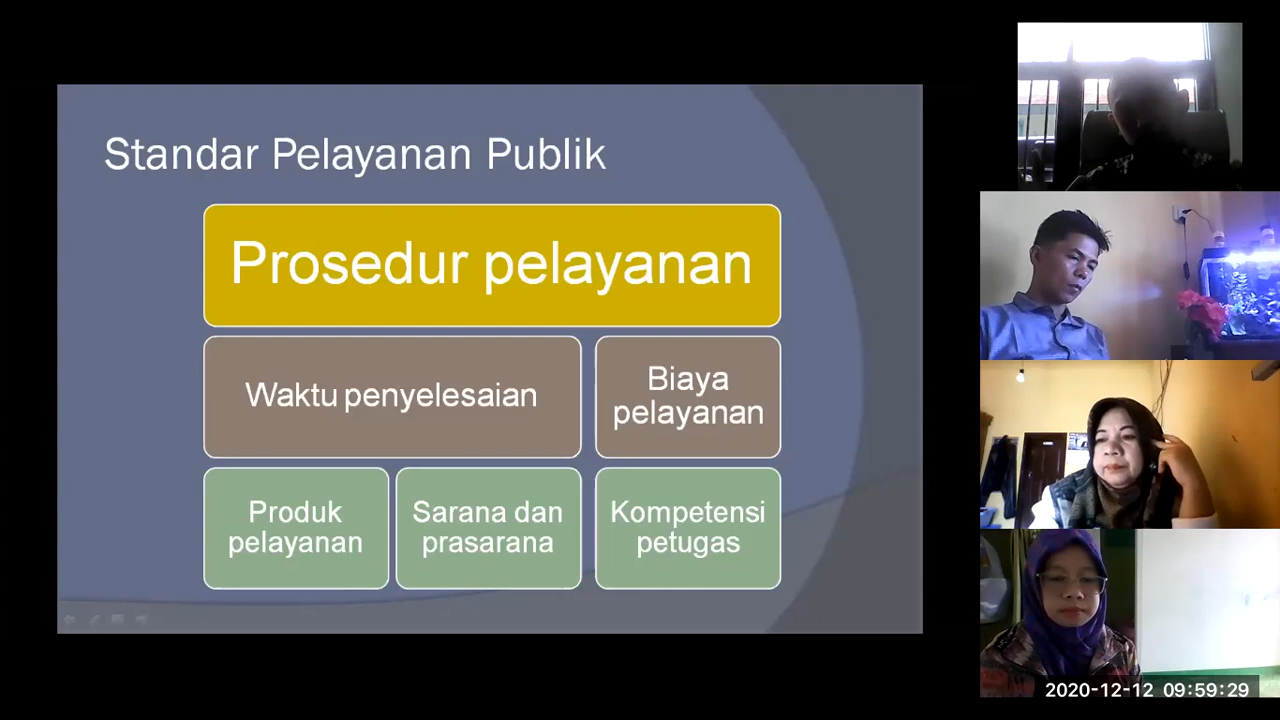 Standar Pelayanan Publik
Prosedur pelayanan
Waktu penyelesaian
Biaya
pelayanan
Produk
pelayanan
Sarana dan
prasarana
Kompetensi
petugas
2020-12-12 09:59:29